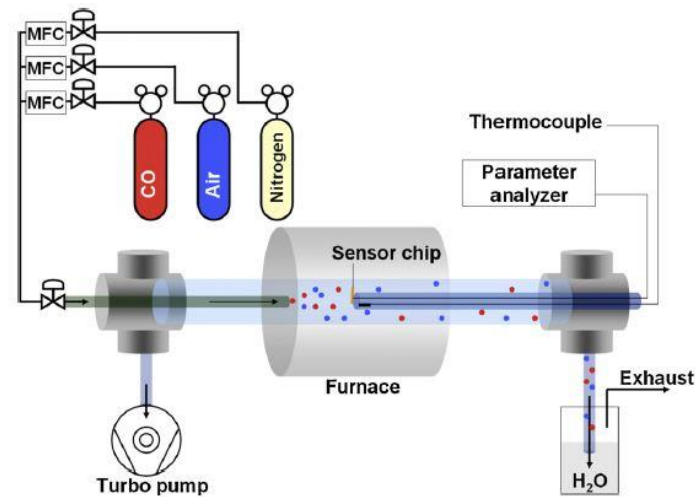 MFC
MFC
MFC
CO
Air
Nitrogen
Thermocouple
Parameter
analyzer
Sensor chip
Furnace
Exhaust
Turbo pump
H₂O